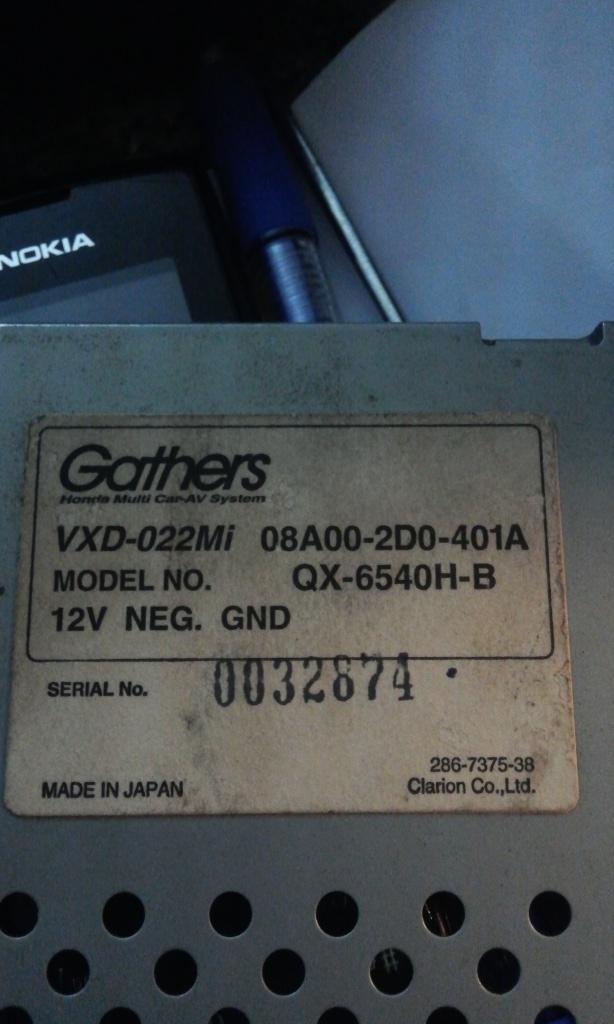 NOKIA
Gathers
Honda Multi Car-AV System
VXD-022Mi 08A00-2D0-401A
MODEL NO. QX-6540H-B
12V NEG. GND
SERIAL No. 0032874
286-7375-38
MADE IN JAPAN Clarion Co.,Ltd.